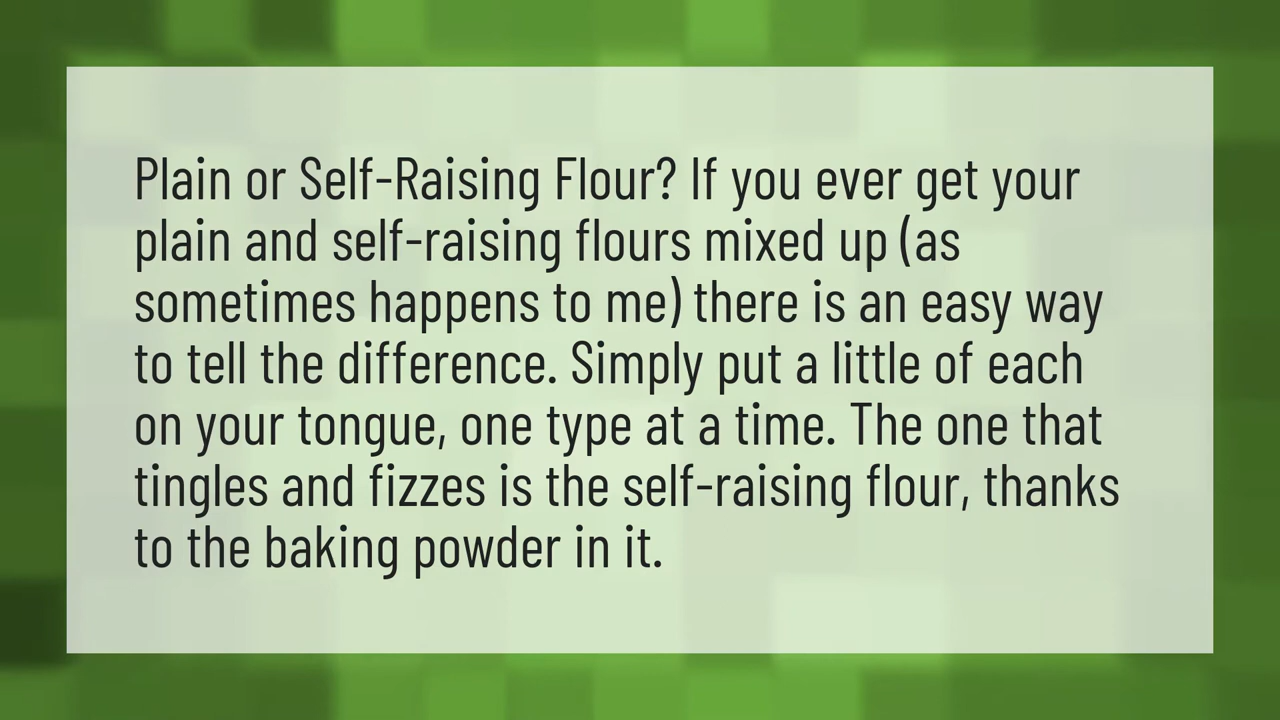 Plain or Self-Raising Flour? If you ever get your
plain and self-raising flours mixed up (as
sometimes happens to me) there is an easy way
to tell the difference. Simply put a little of each
on your tongue, one type at a time. The one that
tingles and fizzes is the self-raising flour, thanks
to the baking powder in it.